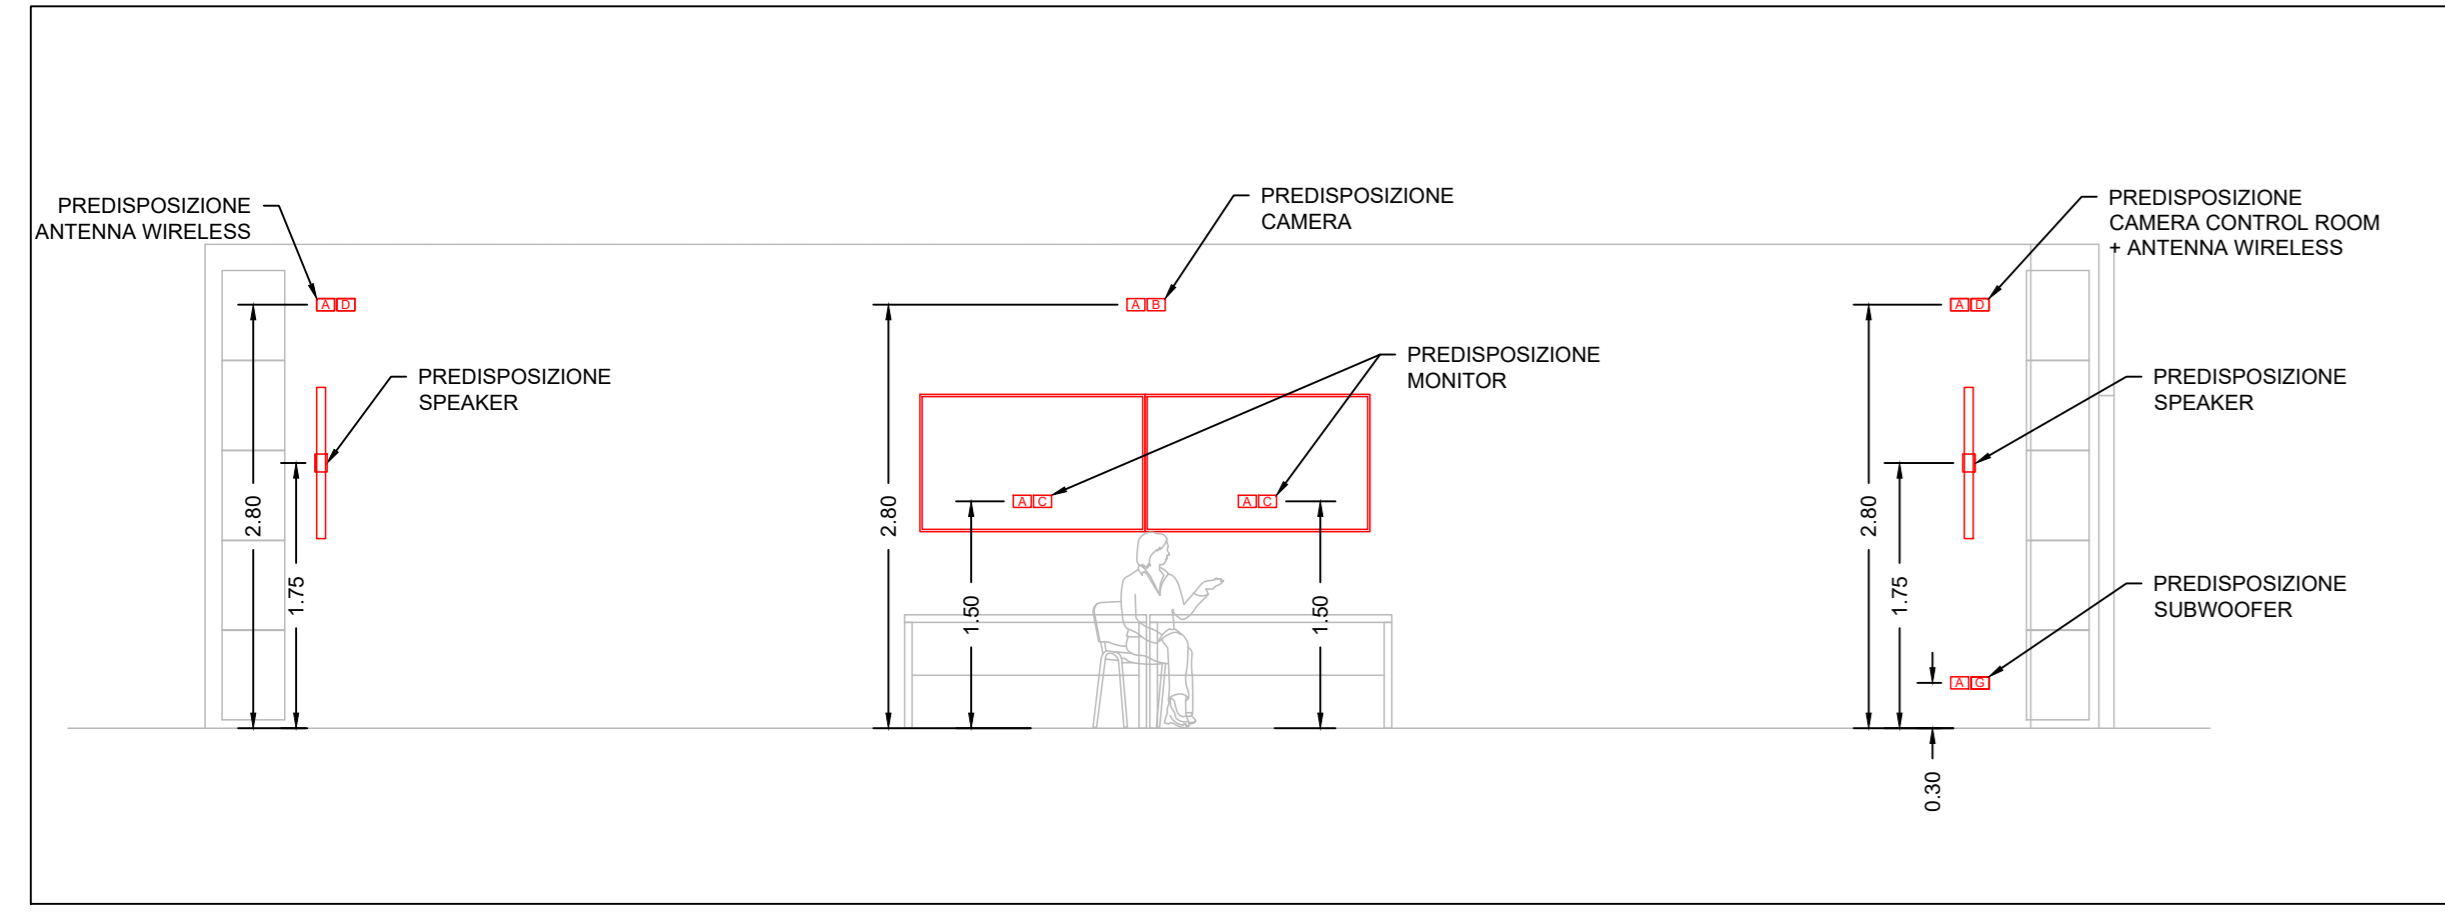 PREDISPOSIZIONE
ANTENNA WIRELESS
PREDISPOSIZIONE
CAMERA
PREDISPOSIZIONE
CAMERA CONTROL ROOM
+ ANTENNA WIRELESS
A D
A B
A D
PREDISPOSIZIONE
SPEAKER
PREDISPOSIZIONE
MONITOR
PREDISPOSIZIONE
SPEAKER
A C
A C
2.80
1.75
2.80
1.50
1.50
2.80
1.75
PREDISPOSIZIONE
SUBWOOFER
A G
0.30